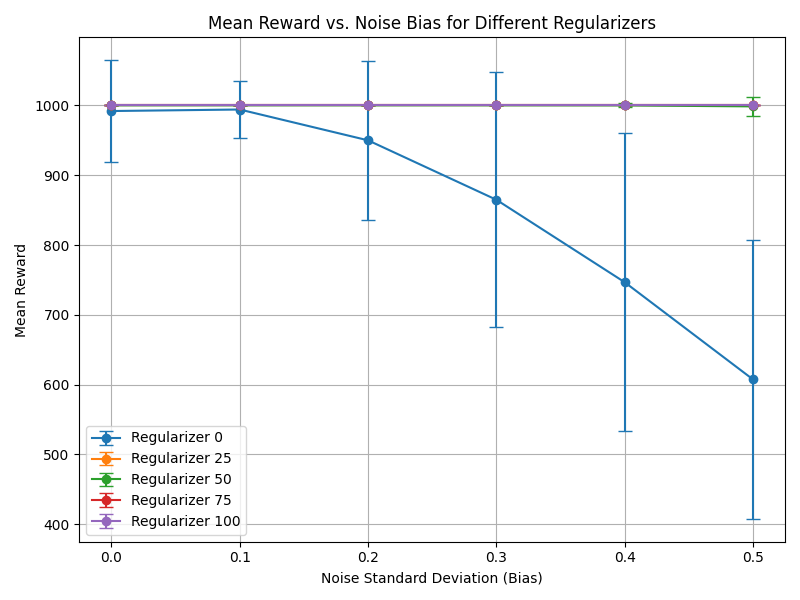 Mean Reward vs. Noise Bias for Different Regularizers
Mean Reward
1000
900
800
700
600
500
400
Regularizer 0
Regularizer 25
Regularizer 50
Regularizer 75
Regularizer 100
0.0 0.1 0.2 0.3 0.4 0.5
Noise Standard Deviation (Bias)